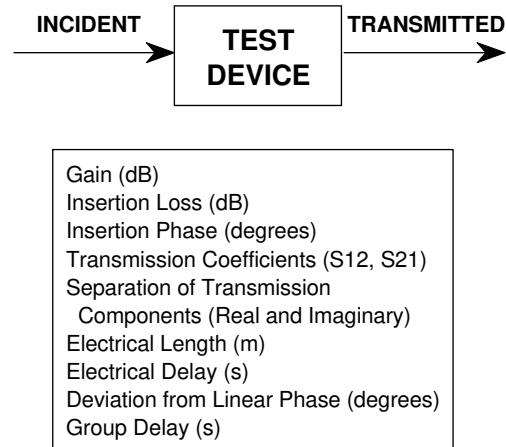 INCIDENT
TEST
DEVICE
TRANSMITTED
Gain (dB)
Insertion Loss (dB)
Insertion Phase (degrees)
Transmission Coefficients (S12, S21)
Separation of Transmission
Components (Real and Imaginary)
Electrical Length (m)
Electrical Delay (s)
Deviation from Linear Phase (degrees)
Group Delay (s)